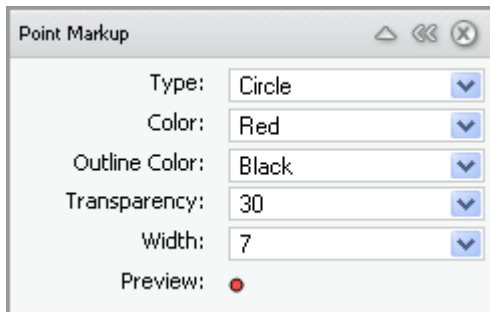 Point Markup
Type: Circle
Color: Red
Outline Color: Black
Transparency: 30
Width: 7
Preview: